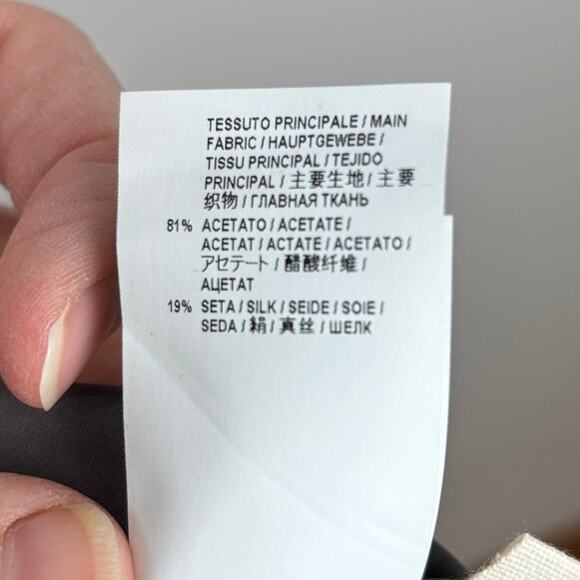 TESSUTO PRINCIPALE / MAIN
FABRIC / HAUPTGEWEBE /
TISSU PRINCIPAL / TEJIDO
PRINCIPAL / 主要生地 / 主要
织物 / ГЛАВНАЯ ТКАНЬ
81% ACETATO / ACETATE /
ACETAT / ACTATE / ACETATO /
アセテート / 醋酸纤维 /
АЦЕТАТ
19% SETA / SILK / SEIDE / SOIE /
SEDA / 絹 / 真丝 / ШЕЛК